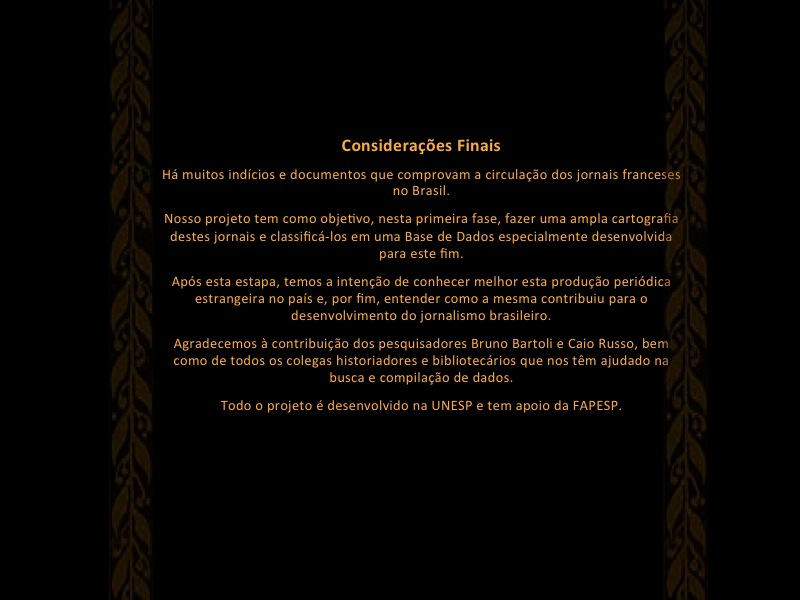 Considerações Finais
Há muitos indícios e documentos que comprovam a circulação dos jornais franceses
no Brasil.
Nosso projeto tem como objetivo, nesta primeira fase, fazer uma ampla cartografia
destes jornais e classificá-los em uma Base de Dados especialmente desenvolvida
para este fim.
Após esta estapa, temos a intenção de conhecer melhor esta produção periódica
estrangeira no país e, por fim, entender como a mesma contribuiu para o
desenvolvimento do jornalismo brasileiro.
Agradecemos à contribuição dos pesquisadores Bruno Bartoli e Caio Russo, bem
como de todos os colegas historiadores e bibliotecários que nos têm ajudado na
busca e compilação de dados.
Todo o projeto é desenvolvido na UNESP e tem apoio da FAPESP.